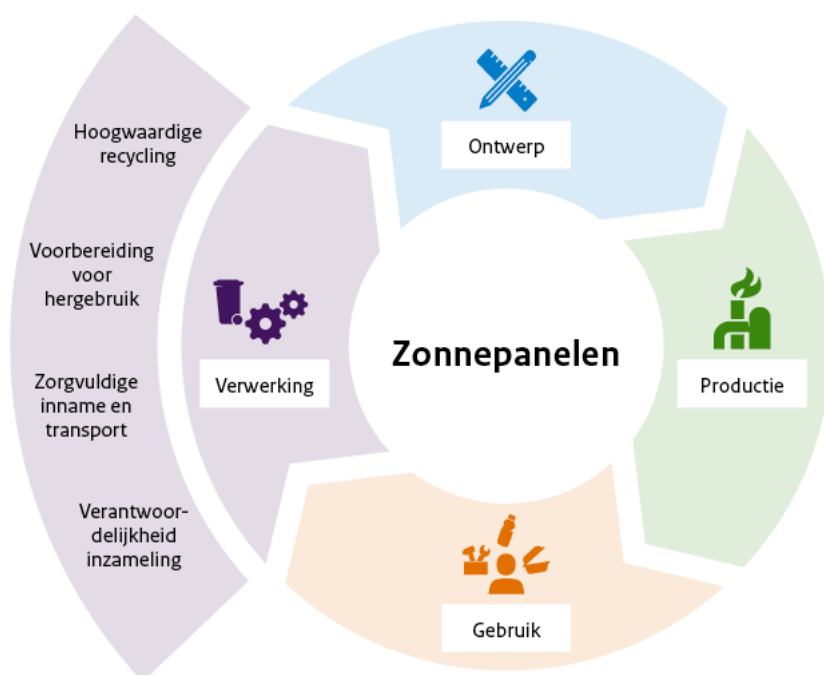 Hoogwaardige
recycling
Voorbereiding
voor
hergebruik
Zorgvuldige
inname en
transport
Verantwoor-
delijkheid
inzameling
Ontwerp
Zonnepanelen
Verwerking
Productie
Gebruik